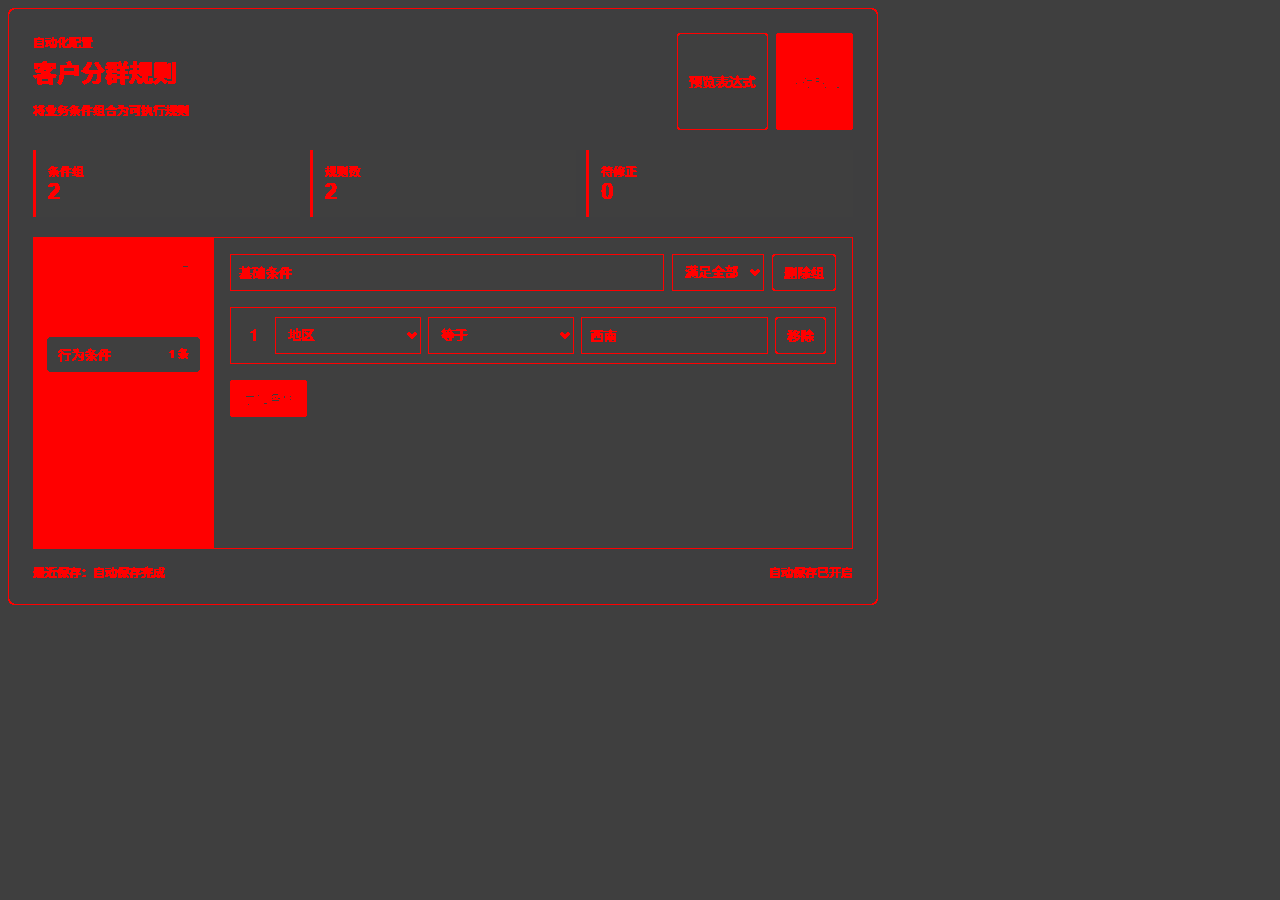 自动化配置
客户分群规则
将业务条件组合为可执行规则
预览表达式
条件组
2
规则数
2
待修正
0
行为条件
1 条
基础条件
满足全部
删除组
1
地区
等于
西南
移除
最近保存：自动保存完成
自动保存已开启